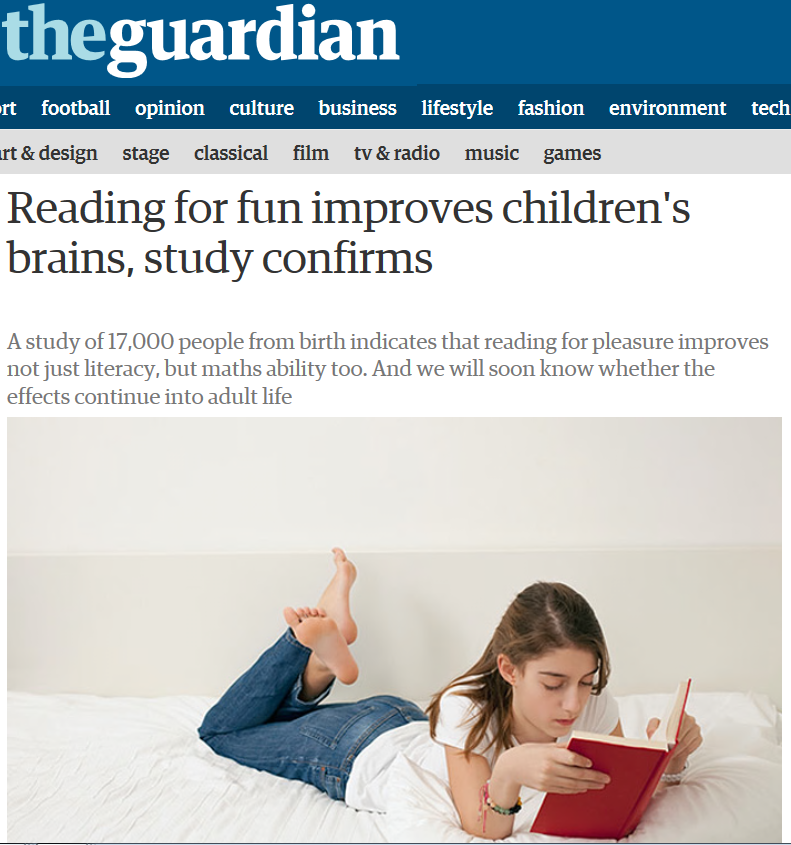 theguardian
rt football opinion culture business lifestyle fashion environment tech
rt & design stage classical film tv & radio music games
Reading for fun improves children's
brains, study confirms
A study of 17,000 people from birth indicates that reading for pleasure improves
not just literacy, but maths ability too. And we will soon know whether the
effects continue into adult life